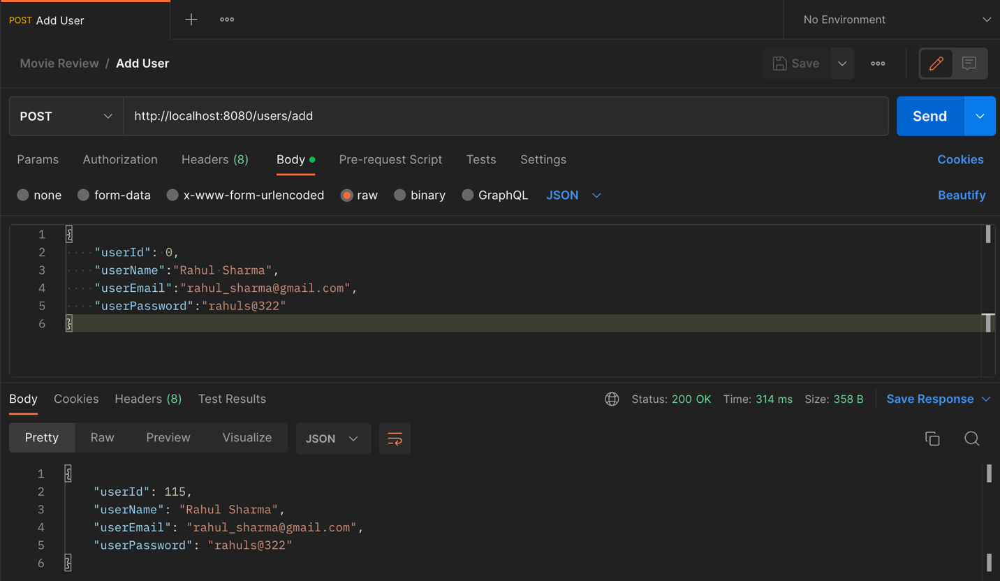 POST Add User
No Environment
Movie Review / Add User
Save
POST
http://localhost:8080/users/add
Send
Params Authorization Headers (8) Body Pre-request Script Tests Settings Cookies
none form-data x-www-form-urlencoded raw binary GraphQL JSON Beautify
1 {
2 "userId": 0,
3 "userName":"Rahul Sharma",
4 "userEmail":"rahul_sharma@gmail.com",
5 "userPassword":"rahuls@322"
6 }
Body Cookies Headers (8) Test Results Status: 200 OK Time: 314 ms Size: 358 B Save Response
Pretty Raw Preview Visualize JSON
1 {
2 "userId": 115,
3 "userName": "Rahul Sharma",
4 "userEmail": "rahul_sharma@gmail.com",
5 "userPassword": "rahuls@322"
6 }